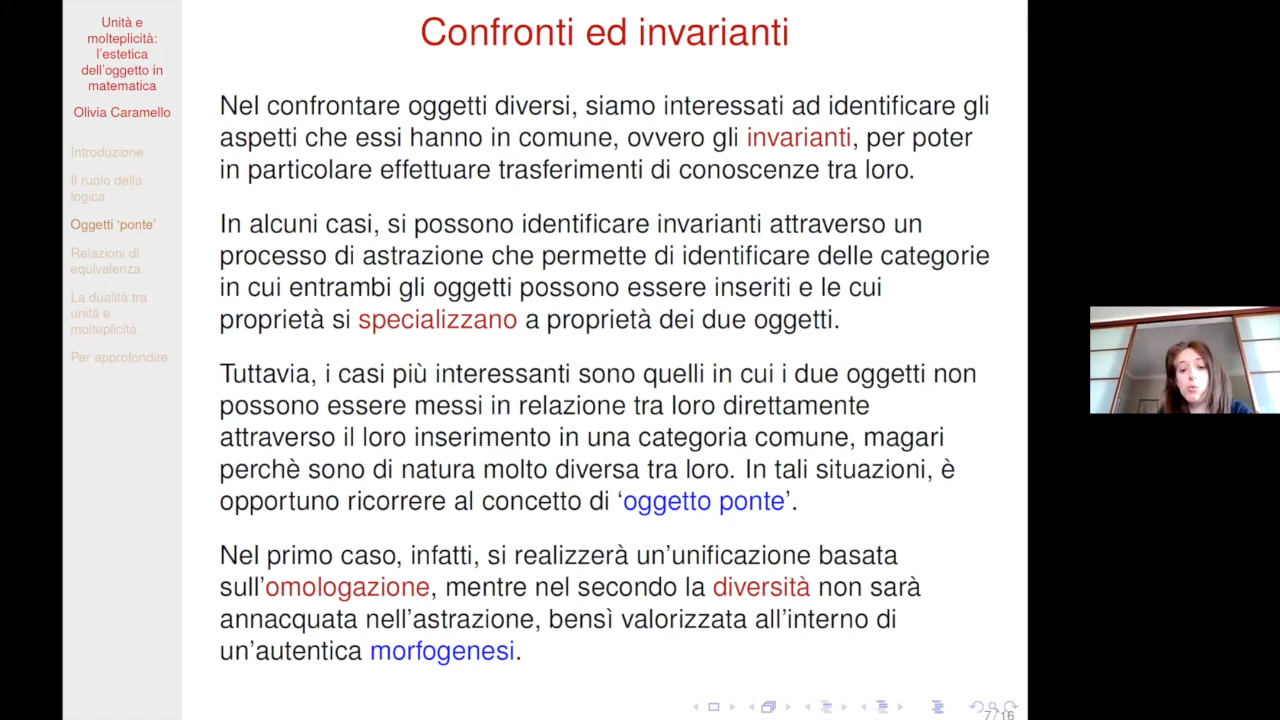 Unità e
molteplicità:
l'estetica
dell'oggetto in
matematica
Olivia Caramello
Introduzione
Il ruolo della
logica
Oggetti 'ponte'
Relazioni di
equivalenza
La dualità tra
unità e
molteplicità
Per approfondire
Confronti ed invarianti
Nel confrontare oggetti diversi, siamo interessati ad identificare gli
aspetti che essi hanno in comune, ovvero gli invarianti, per poter
in particolare effettuare trasferimenti di conoscenze tra loro.
In alcuni casi, si possono identificare invarianti attraverso un
processo di astrazione che permette di identificare delle categorie
in cui entrambi gli oggetti possono essere inseriti e le cui
proprietà si specializzano a proprietà dei due oggetti.
Tuttavia, i casi più interessanti sono quelli in cui i due oggetti non
possono essere messi in relazione tra loro direttamente
attraverso il loro inserimento in una categoria comune, magari
perchè sono di natura molto diversa tra loro. In tali situazioni, è
opportuno ricorrere al concetto di ‘oggetto ponte’.
Nel primo caso, infatti, si realizzerà un’unificazione basata
sull’omologazione, mentre nel secondo la diversità non sarà
annacquata nell’astrazione, bensì valorizzata all’interno di
un’autentica morfogenesi.
7/16